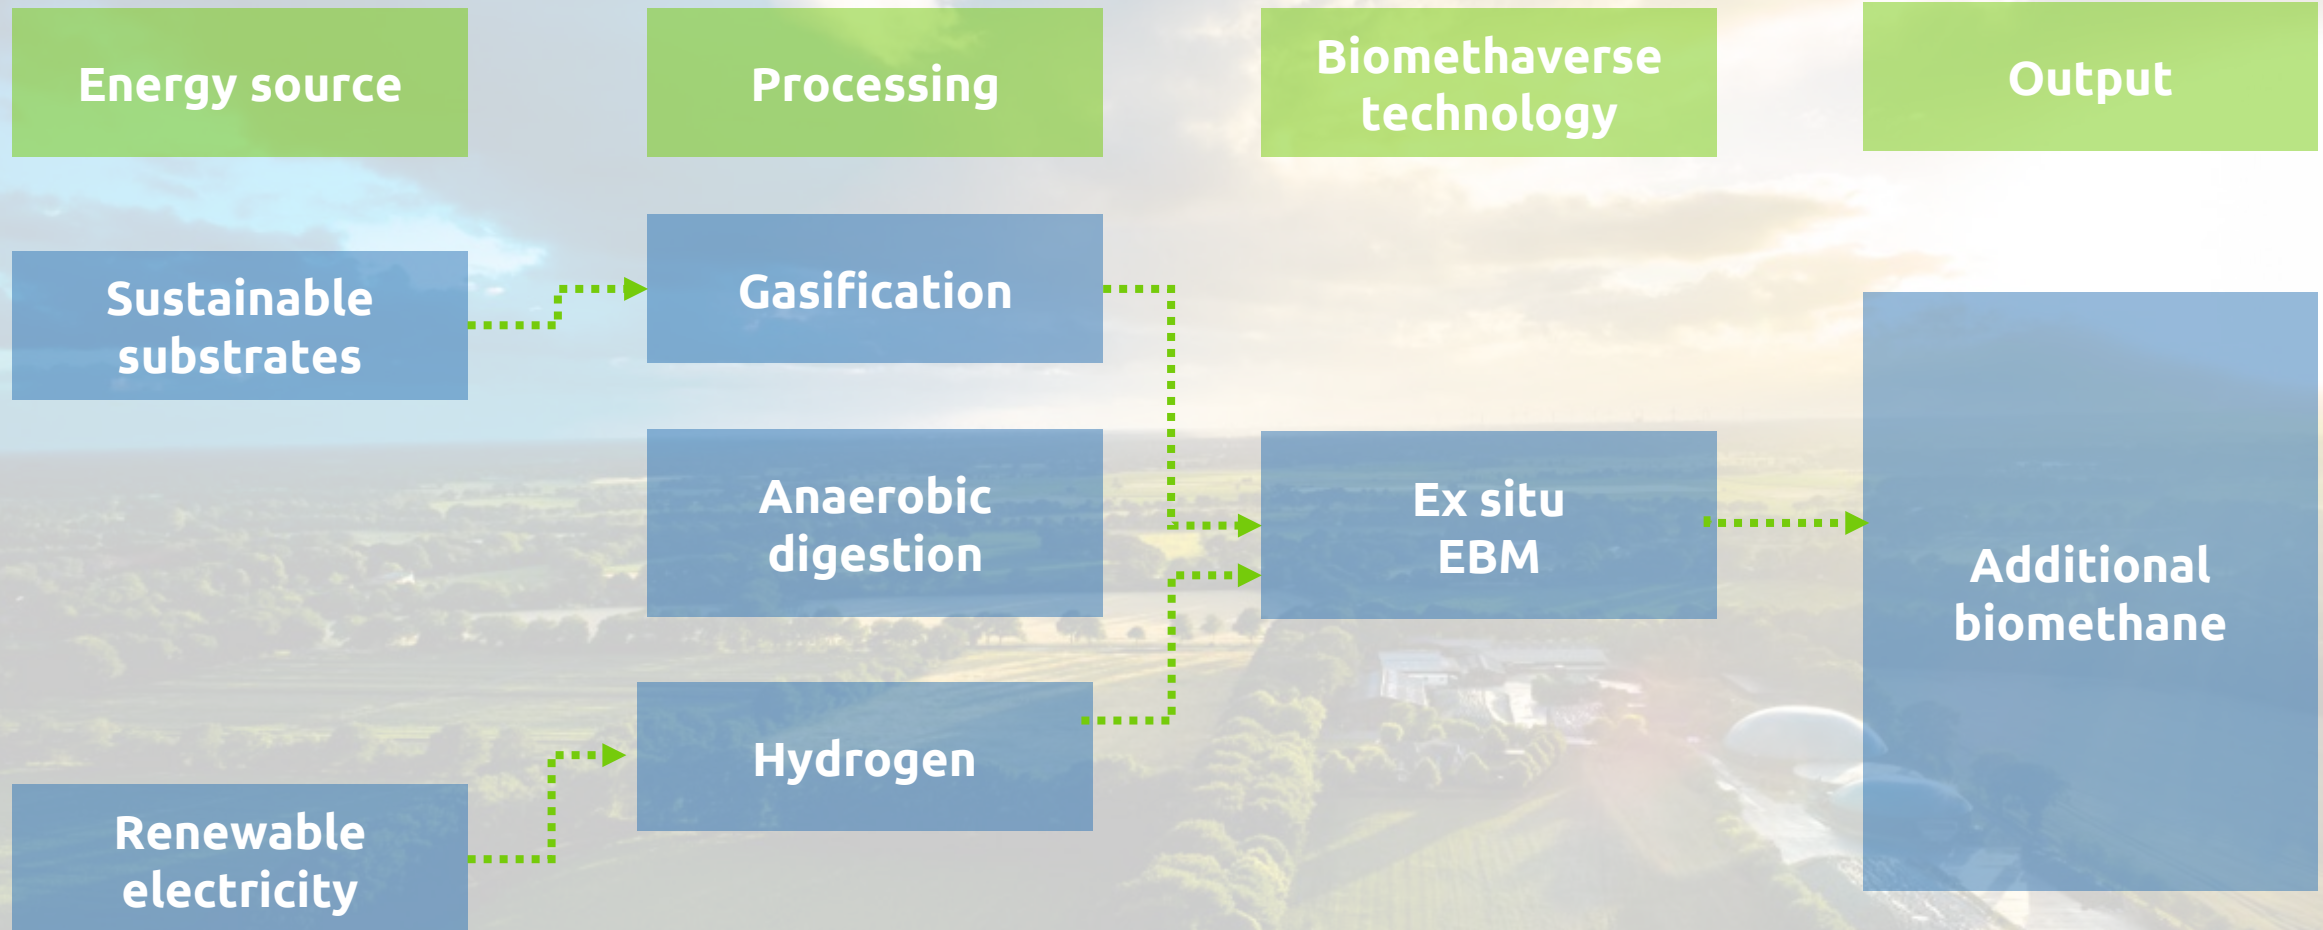 Energy source
Processing
Biomethaverse
technology
Output
Sustainable
substrates
Gasification
Anaerobic
digestion
Hydrogen
Renewable
electricity
Ex situ
EBM
Additional
biomethane